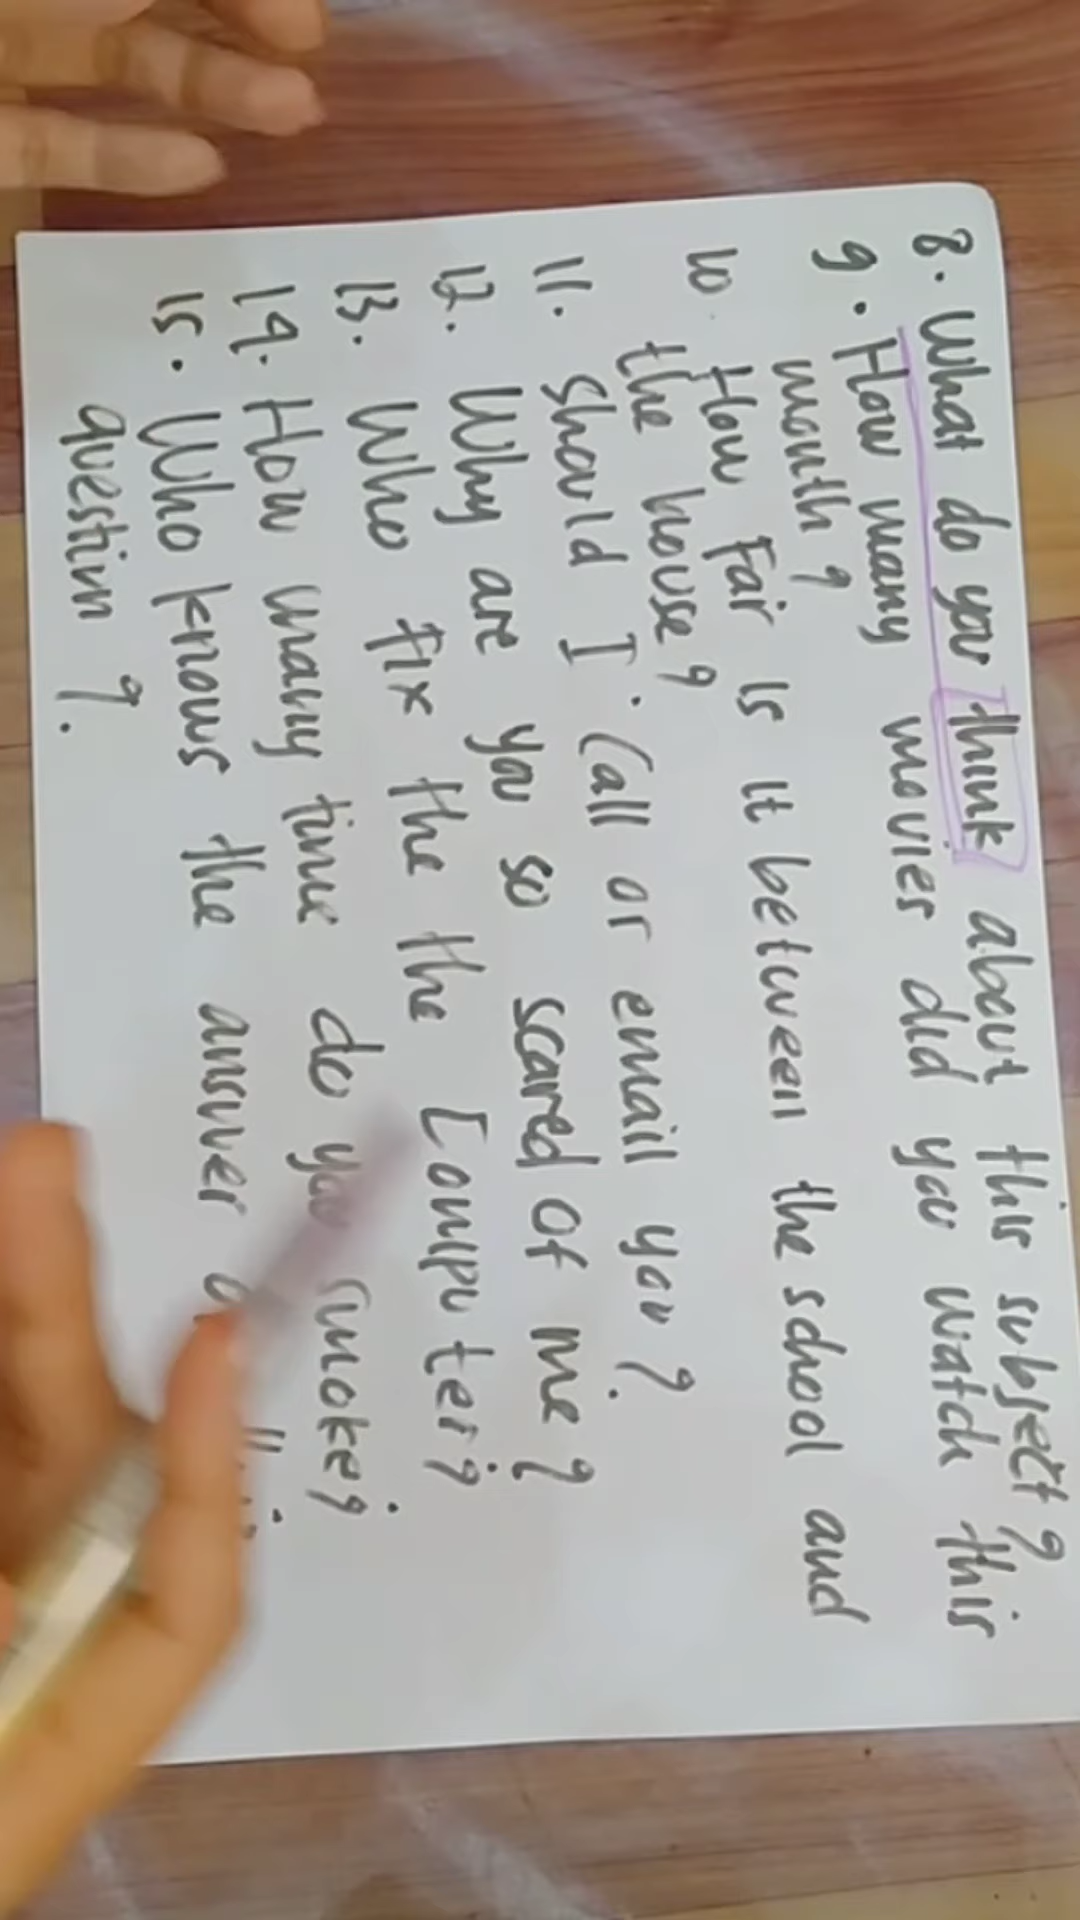 8. What do you think about this subject?
9. How many movies did you watch this
mouth?
10. How Far is it between the school and
the house?
11. Should I. Call or email you?
12. Why are you so scared of me?
13. Who fix the the Computer?
14. How many time do you smoke?
15. Who knows the answer
questim ?.